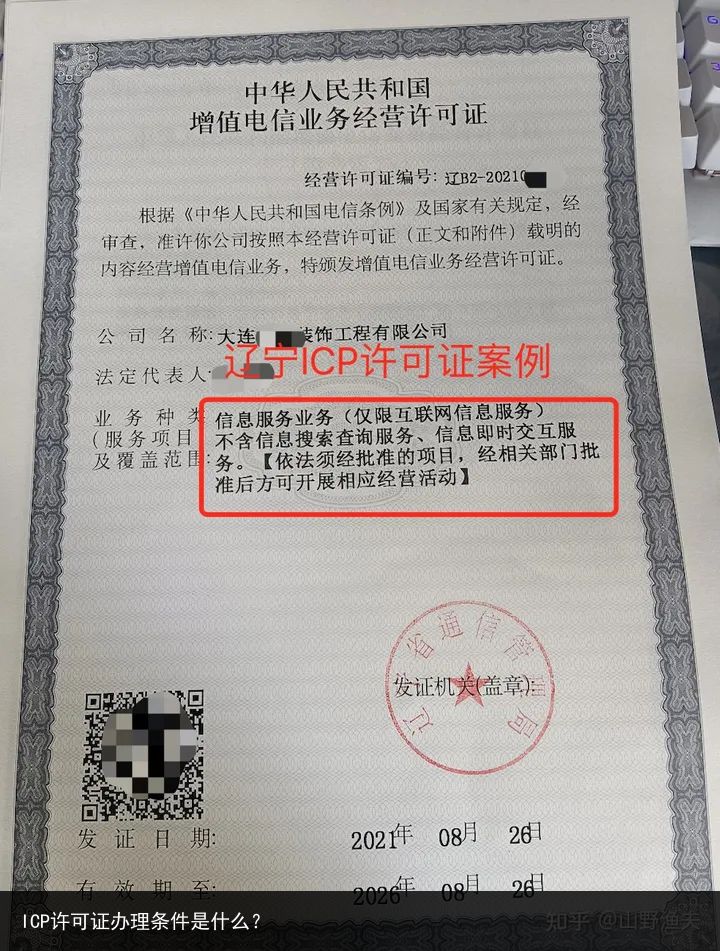 中华人民共和国
增值电信业务经营许可证
经营许可证编号: 辽B2-2021
根据《中华人民共和国电信条例》及国家有关规定，经
审查，准许你公司按照本经营许可证（正文和附件）载明的
内容经营增值电信业务，特颁发增值电信业务经营许可证。
公司名称: 大连 装饰工程有限公司
辽宁ICP许可证案例
法定代表人
业务种类 信息服务业务（仅限互联网信息服务）
(服务项目 不含信息搜索查询服务、信息即时交互服
及覆盖范围: 务。【依法须经批准的项目，经相关部门批
准后方可开展相应经营活动】
辽宁省通信管理局
发证机关(盖章):
发证日期: 2021年 08月 26日
有效期至: 2026年 08月 26日
ICP许可证办理条件是什么?
知乎 @山野渔夫